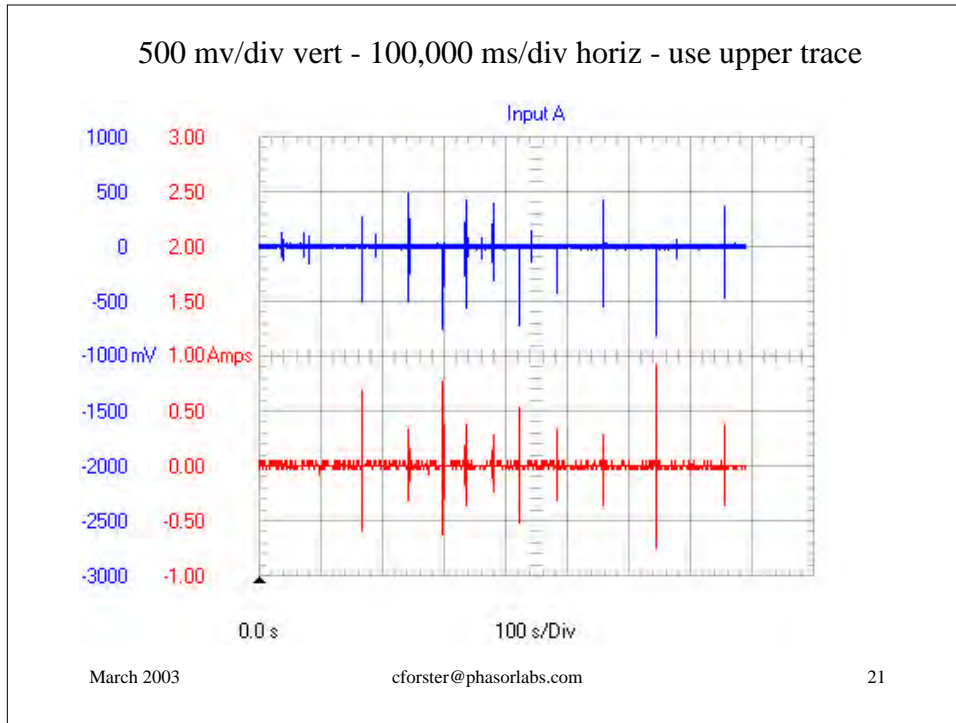 500 mv/div vert - 100,000 ms/div horiz - use upper trace
Input A
1000 3.00
500 2.50
0 2.00
-500 1.50
-1000 mV 1.00 Amps
-1500 0.50
-2000 0.00
-2500 -0.50
-3000 -1.00
0.0 s 100 s/Div
March 2003 cforster@phasorlabs.com 21